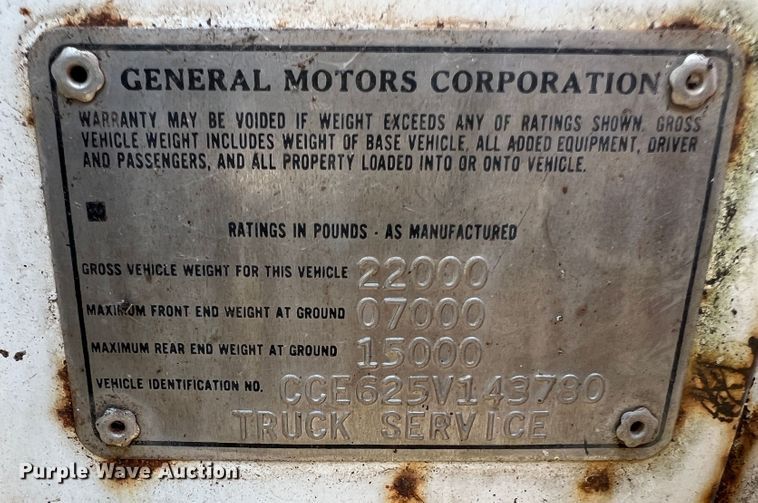 GENERAL MOTORS CORPORATION
WARRANTY MAY BE VOIDED IF WEIGHT EXCEEDS ANY OF RATINGS SHOWN. GROSS
VEHICLE WEIGHT INCLUDES WEIGHT OF BASE VEHICLE, ALL ADDED EQUIPMENT, DRIVER
AND PASSENGERS, AND ALL PROPERTY LOADED INTO OR ONTO VEHICLE.
RATINGS IN POUNDS - AS MANUFACTURED
GROSS VEHICLE WEIGHT FOR THIS VEHICLE 22000
MAXIMUM FRONT END WEIGHT AT GROUND 07000
MAXIMUM REAR END WEIGHT AT GROUND 15000
VEHICLE IDENTIFICATION NO. CCE625V143780
TRUCK SERVICE
Purple Wave Auction